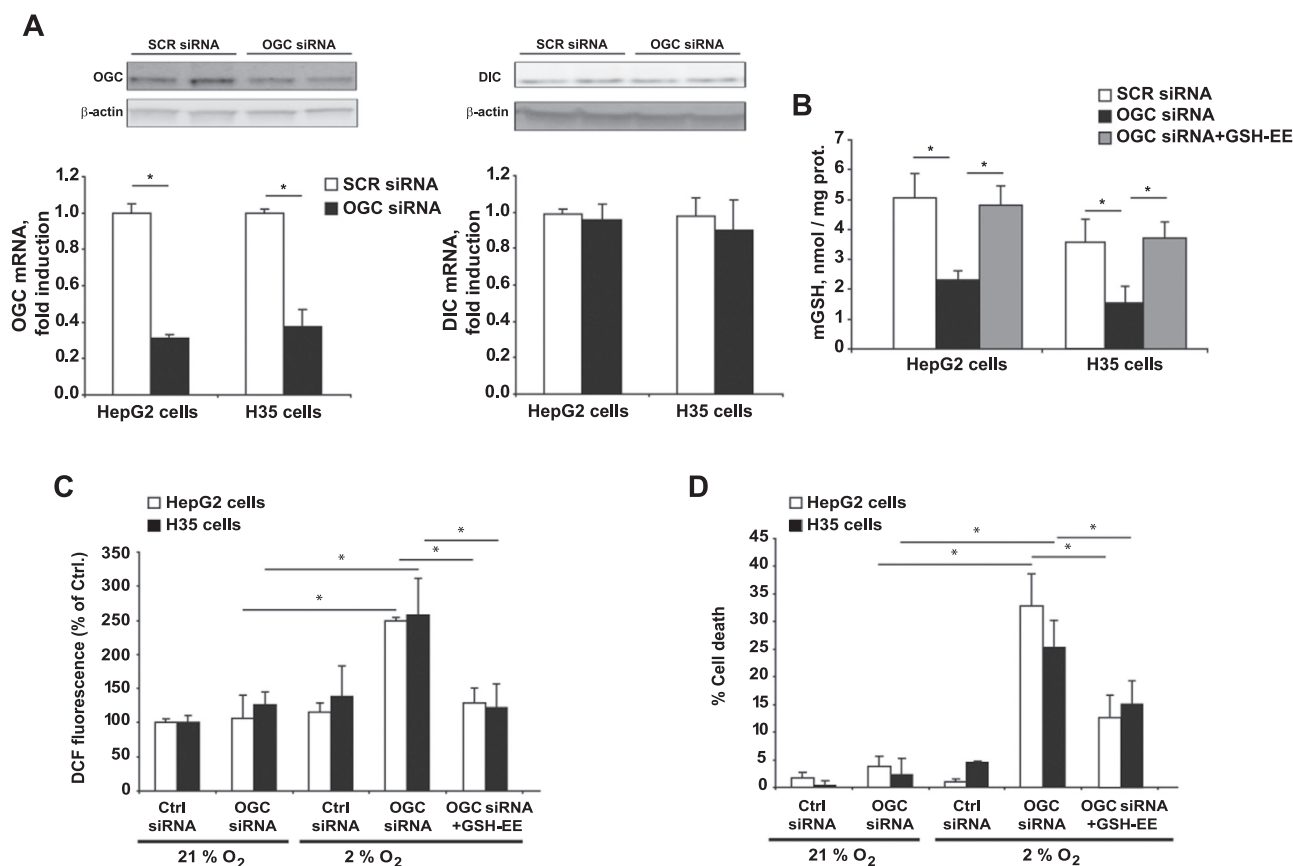 A
SCR siRNA OGC siRNA
OGC
β-actin
SCR siRNA OGC siRNA
DIC
β-actin
OGC mRNA,
fold induction
1.2
1.0
0.8
0.6
0.4
0.2
0.0
*
*
SCR siRNA
OGC siRNA
HepG2 cells H35 cells
DIC mRNA,
fold induction
1.2
1.0
0.8
0.6
0.4
0.2
0.0
HepG2 cells H35 cells
B
SCR siRNA
OGC siRNA
OGC siRNA+GSH-EE
mGSH, nmol / mg prot.
7
6
5
4
3
2
1
0
* *
* *
HepG2 cells H35 cells
C
HepG2 cells
H35 cells
DCF fluorescence (% of Ctrl.)
350
300
250
200
150
100
50
0
*
*
*
*
Ctrl siRNA
OGC siRNA
Ctrl siRNA
OGC siRNA
OGC siRNA +GSH-EE
21 % O₂ 2 % O₂
D
HepG2 cells
H35 cells
% Cell death
45
40
35
30
25
20
15
10
5
0
*
*
*
*
Ctrl siRNA
OGC siRNA
Ctrl siRNA
OGC siRNA
OGC siRNA +GSH-EE
21 % O₂ 2 % O₂